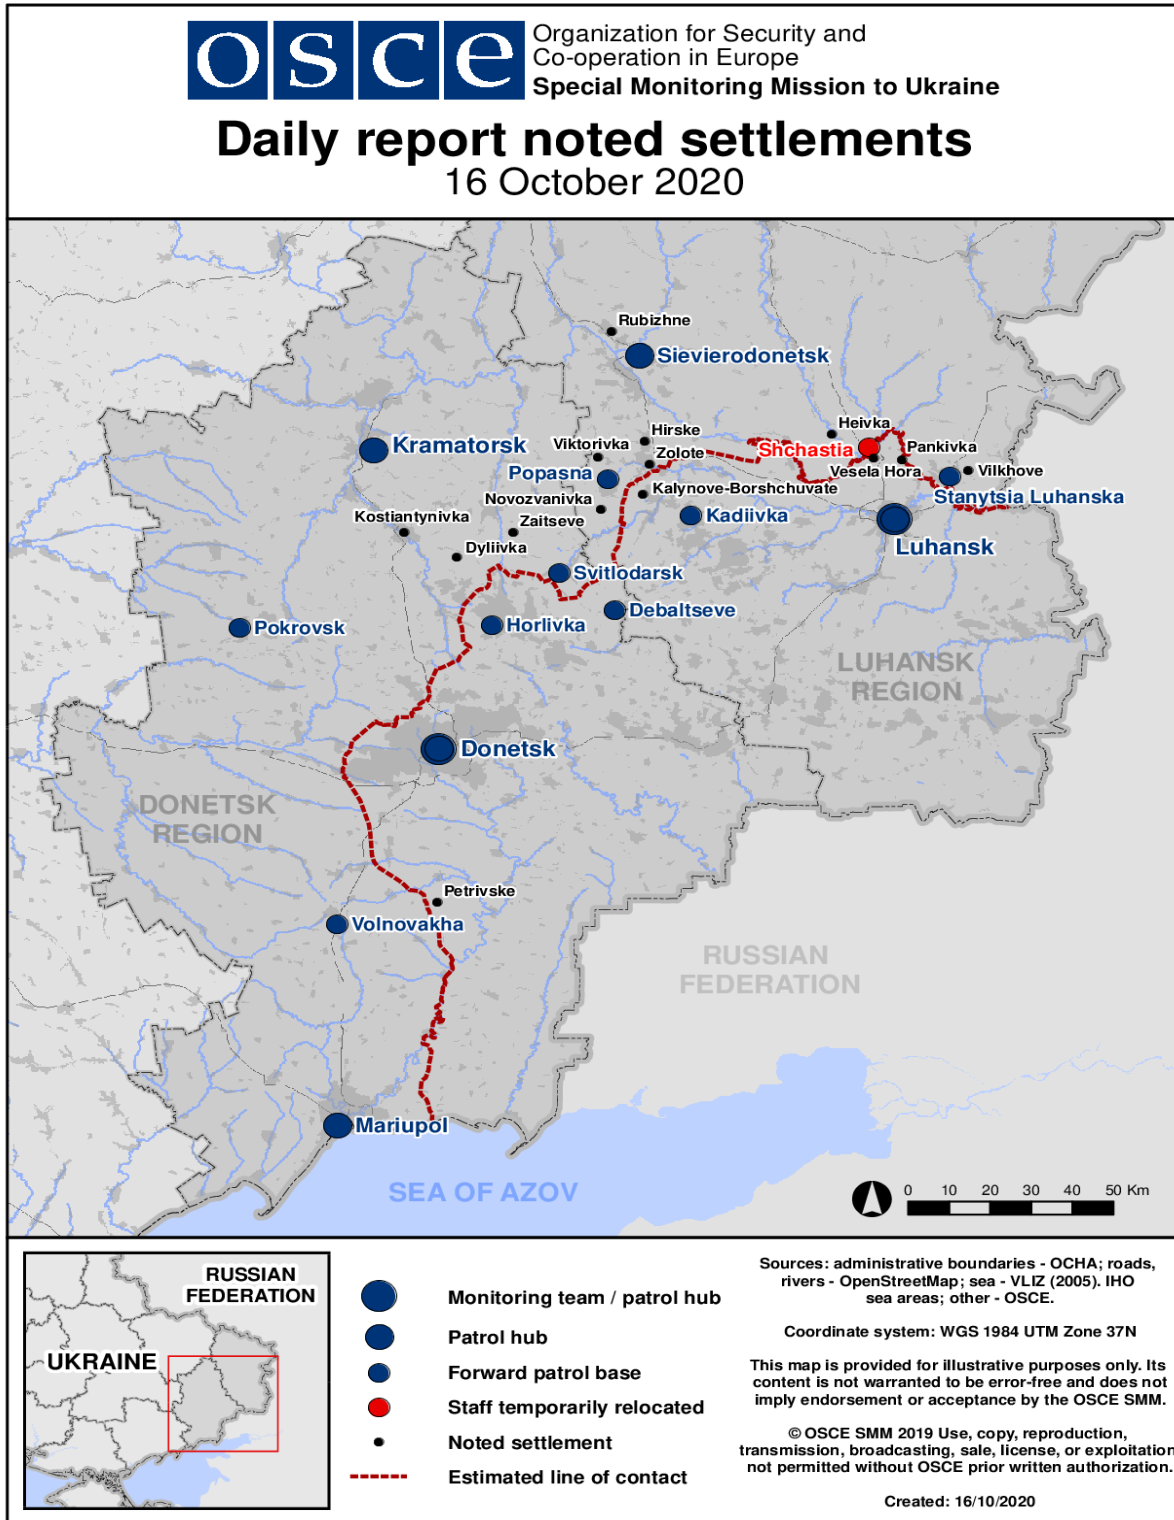 osce
Organization for Security and
Co-operation in Europe
Special Monitoring Mission to Ukraine
Daily report noted settlements
16 October 2020
Rubizhne
Sievierodonetsk
Heivka
Hirske
Kramatorsk
Viktorivka
Shchastia
Pankivka
Zolote
Popasna
Vesela Hora
Vilkhove
Kalynove-Borshchuvate
Stanytsia Luhanska
Novozvanivka
Kostiantynivka
Zaitseve
Kadiivka
Dyliivka
Luhansk
Svitlodarsk
Debaltseve
Horlivka
Pokrovsk
LUHANSK
REGION
Donetsk
DONETSK
REGION
Petrivske
Volnovakha
RUSSIAN
FEDERATION
Mariupol
SEA OF AZOV
0 10 20 30 40 50 Km
RUSSIAN
FEDERATION
UKRAINE
Monitoring team / patrol hub
Patrol hub
Forward patrol base
Staff temporarily relocated
Noted settlement
Estimated line of contact
Sources: administrative boundaries - OCHA; roads,
rivers - OpenStreetMap; sea - VLIZ (2005). IHO
sea areas; other - OSCE.
Coordinate system: WGS 1984 UTM Zone 37N
This map is provided for illustrative purposes only. Its
content is not warranted to be error-free and does not
imply endorsement or acceptance by the OSCE SMM.
© OSCE SMM 2019 Use, copy, reproduction,
transmission, broadcasting, sale, license, or exploitation
not permitted without OSCE prior written authorization.
Created: 16/10/2020